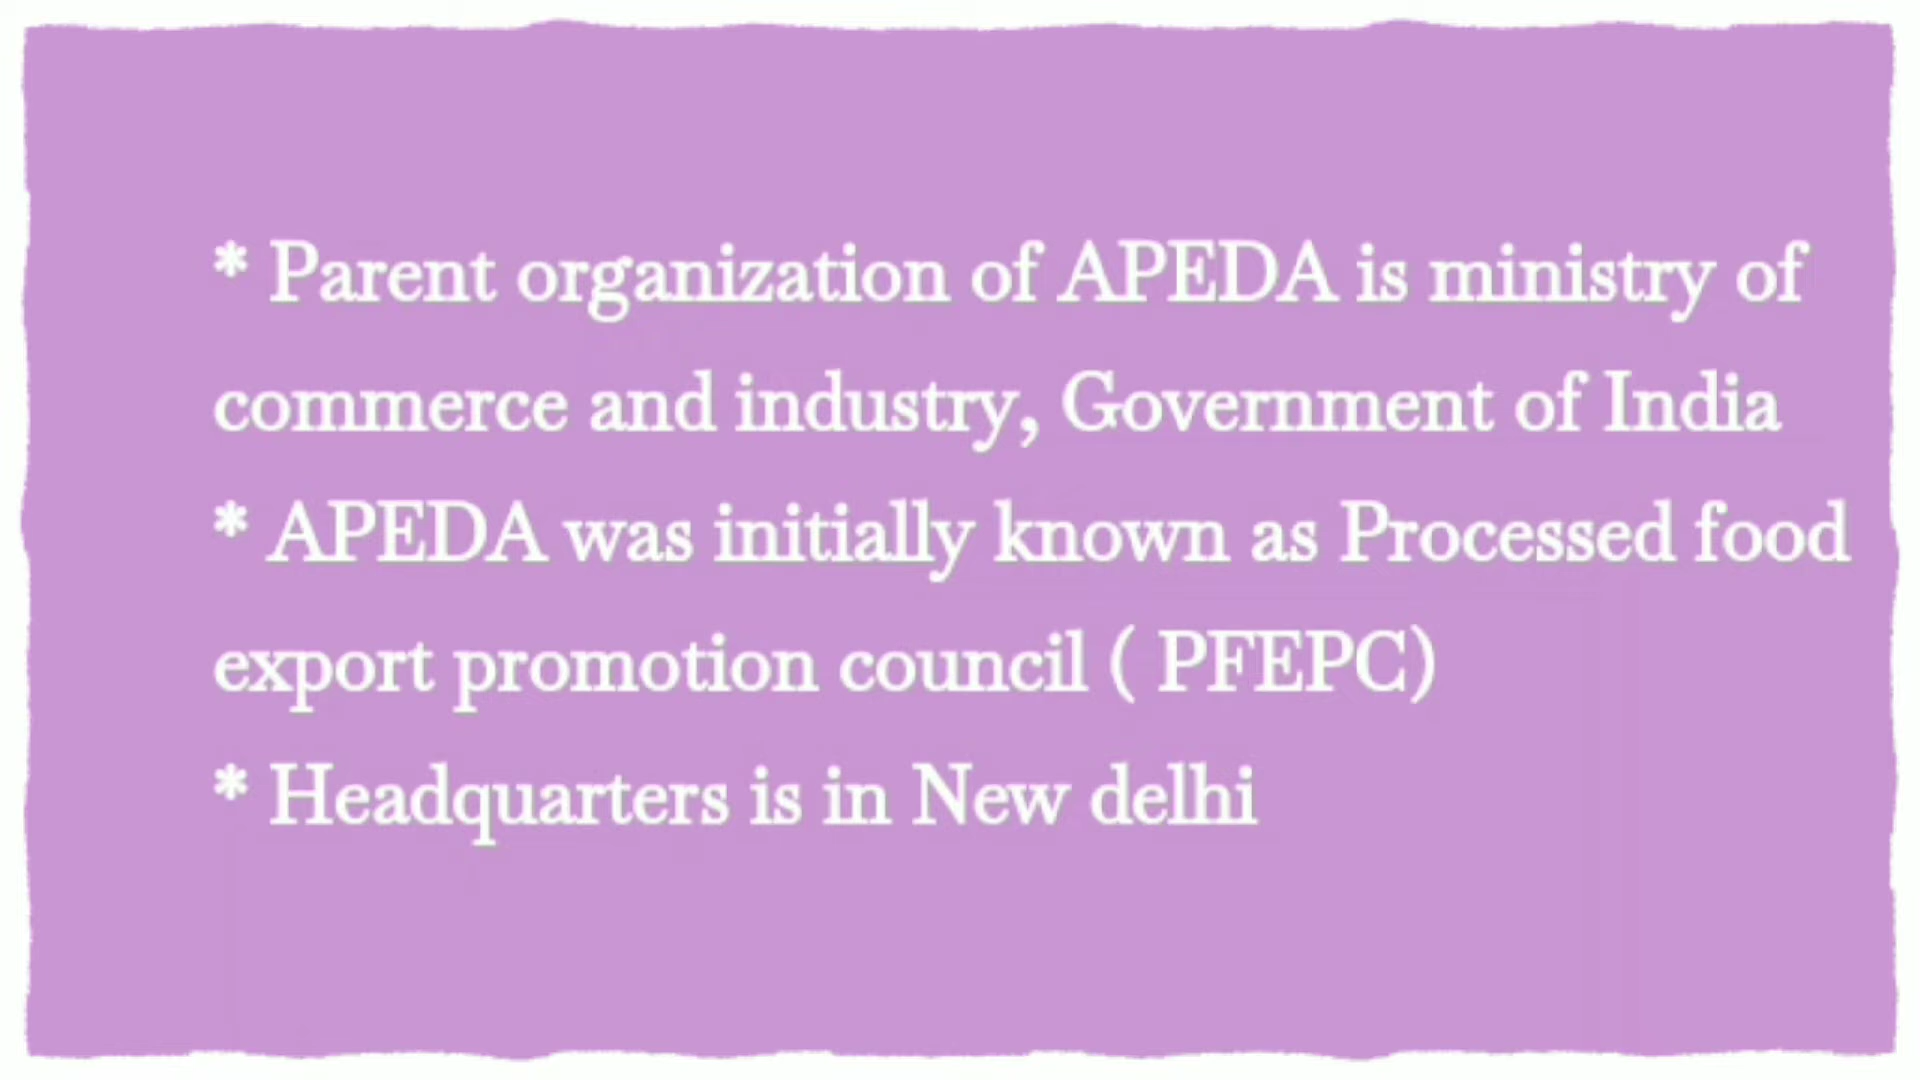 * Parent organization of APEDA is ministry of
commerce and industry, Government of India
* APEDA was initially known as Processed food
export promotion council ( PFEPC)
* Headquarters is in New delhi